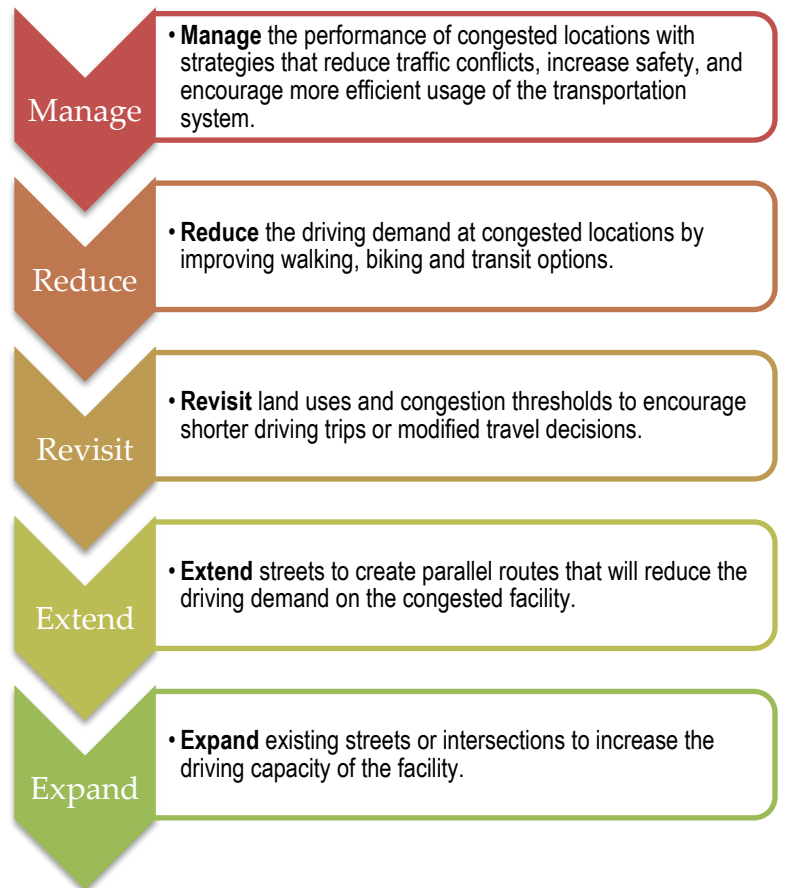 Manage
• Manage the performance of congested locations with
strategies that reduce traffic conflicts, increase safety, and
encourage more efficient usage of the transportation
system.
Reduce
• Reduce the driving demand at congested locations by
improving walking, biking and transit options.
Revisit
• Revisit land uses and congestion thresholds to encourage
shorter driving trips or modified travel decisions.
Extend
• Extend streets to create parallel routes that will reduce the
driving demand on the congested facility.
Expand
• Expand existing streets or intersections to increase the
driving capacity of the facility.